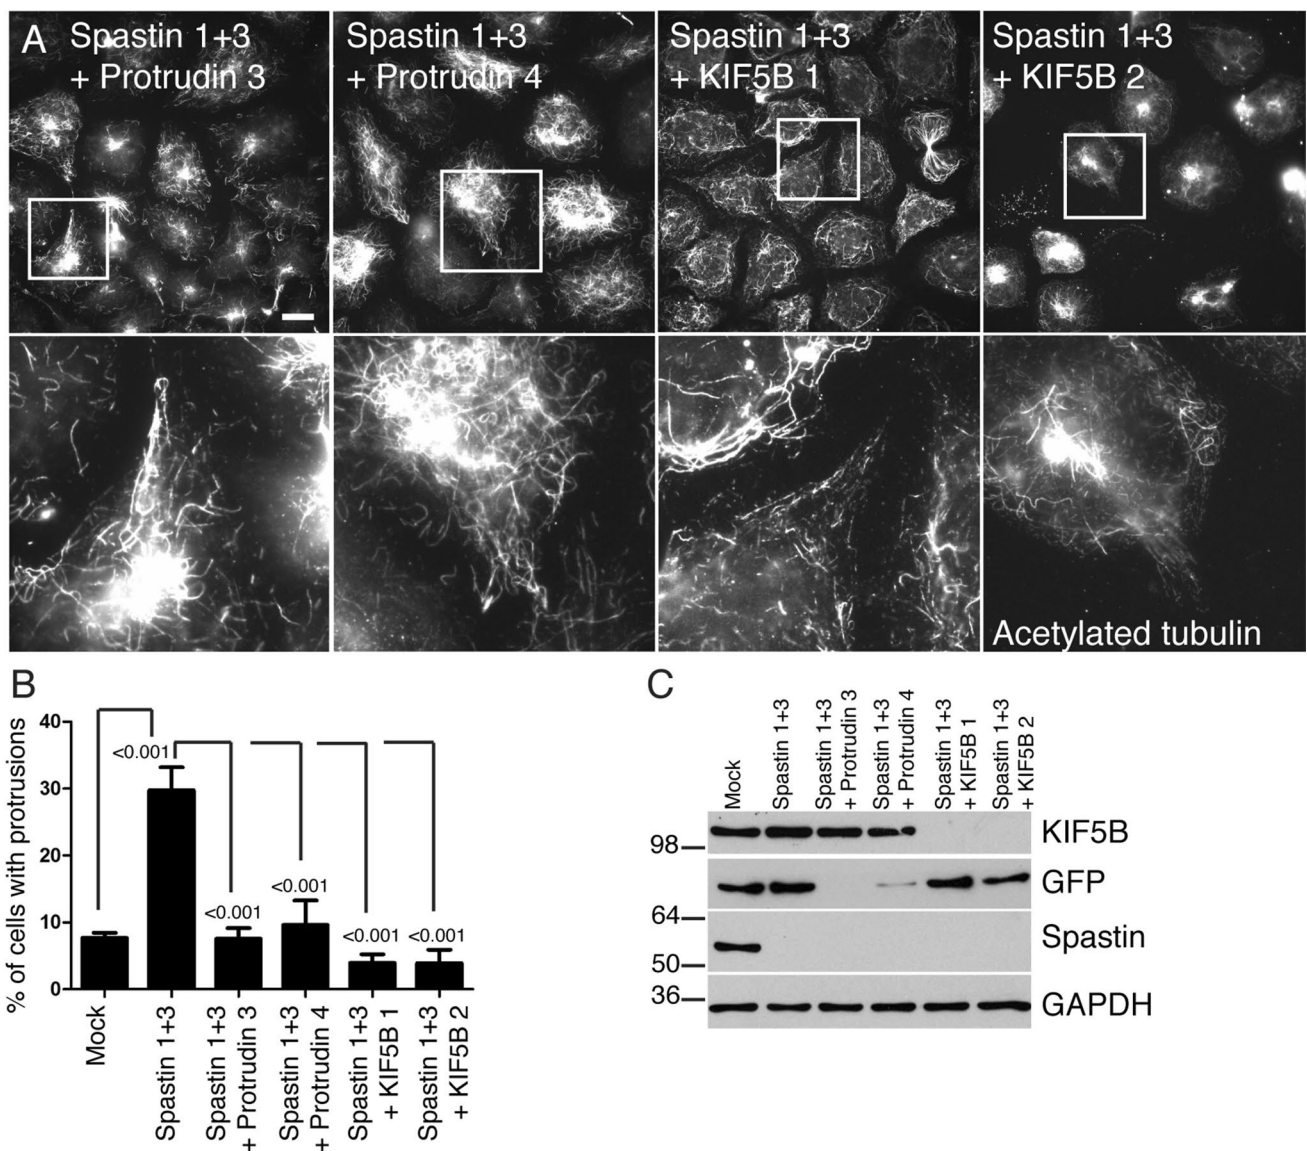 A
Spastin 1+3
+ Protrudin 3
Spastin 1+3
+ Protrudin 4
Spastin 1+3
+ KIF5B 1
Spastin 1+3
+ KIF5B 2
Acetylated tubulin
B
% of cells with protrusions
40
30
20
10
0
<0.001
<0.001
<0.001
<0.001
<0.001
Mock
Spastin 1+3
Spastin 1+3
+ Protrudin 3
Spastin 1+3
+ Protrudin 4
Spastin 1+3
+ KIF5B 1
Spastin 1+3
+ KIF5B 2
C
Mock
Spastin 1+3
Spastin 1+3
+ Protrudin 3
Spastin 1+3
+ Protrudin 4
Spastin 1+3
+ KIF5B 1
Spastin 1+3
+ KIF5B 2
98
KIF5B
GFP
64
Spastin
50
36
GAPDH